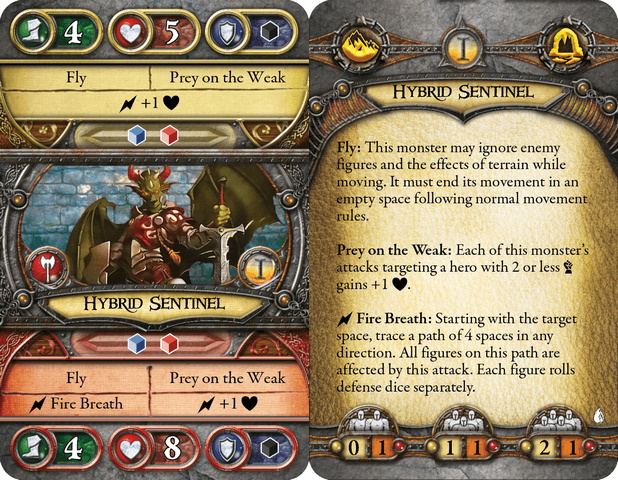 4 5
Fly Prey on the Weak
+1
I
HYBRID SENTINEL
Fly Prey on the Weak
Fire Breath +1
4 8
I
HYBRID SENTINEL
Fly: This monster may ignore enemy
figures and the effects of terrain while
moving. It must end its movement in an
empty space following normal movement
rules.
Prey on the Weak: Each of this monster's
attacks targeting a hero with 2 or less
gains +1 .
Fire Breath: Starting with the target
space, trace a path of 4 spaces in any
direction. All figures on this path are
affected by this attack. Each figure rolls
defense dice separately.
0 1 1 1 2 1